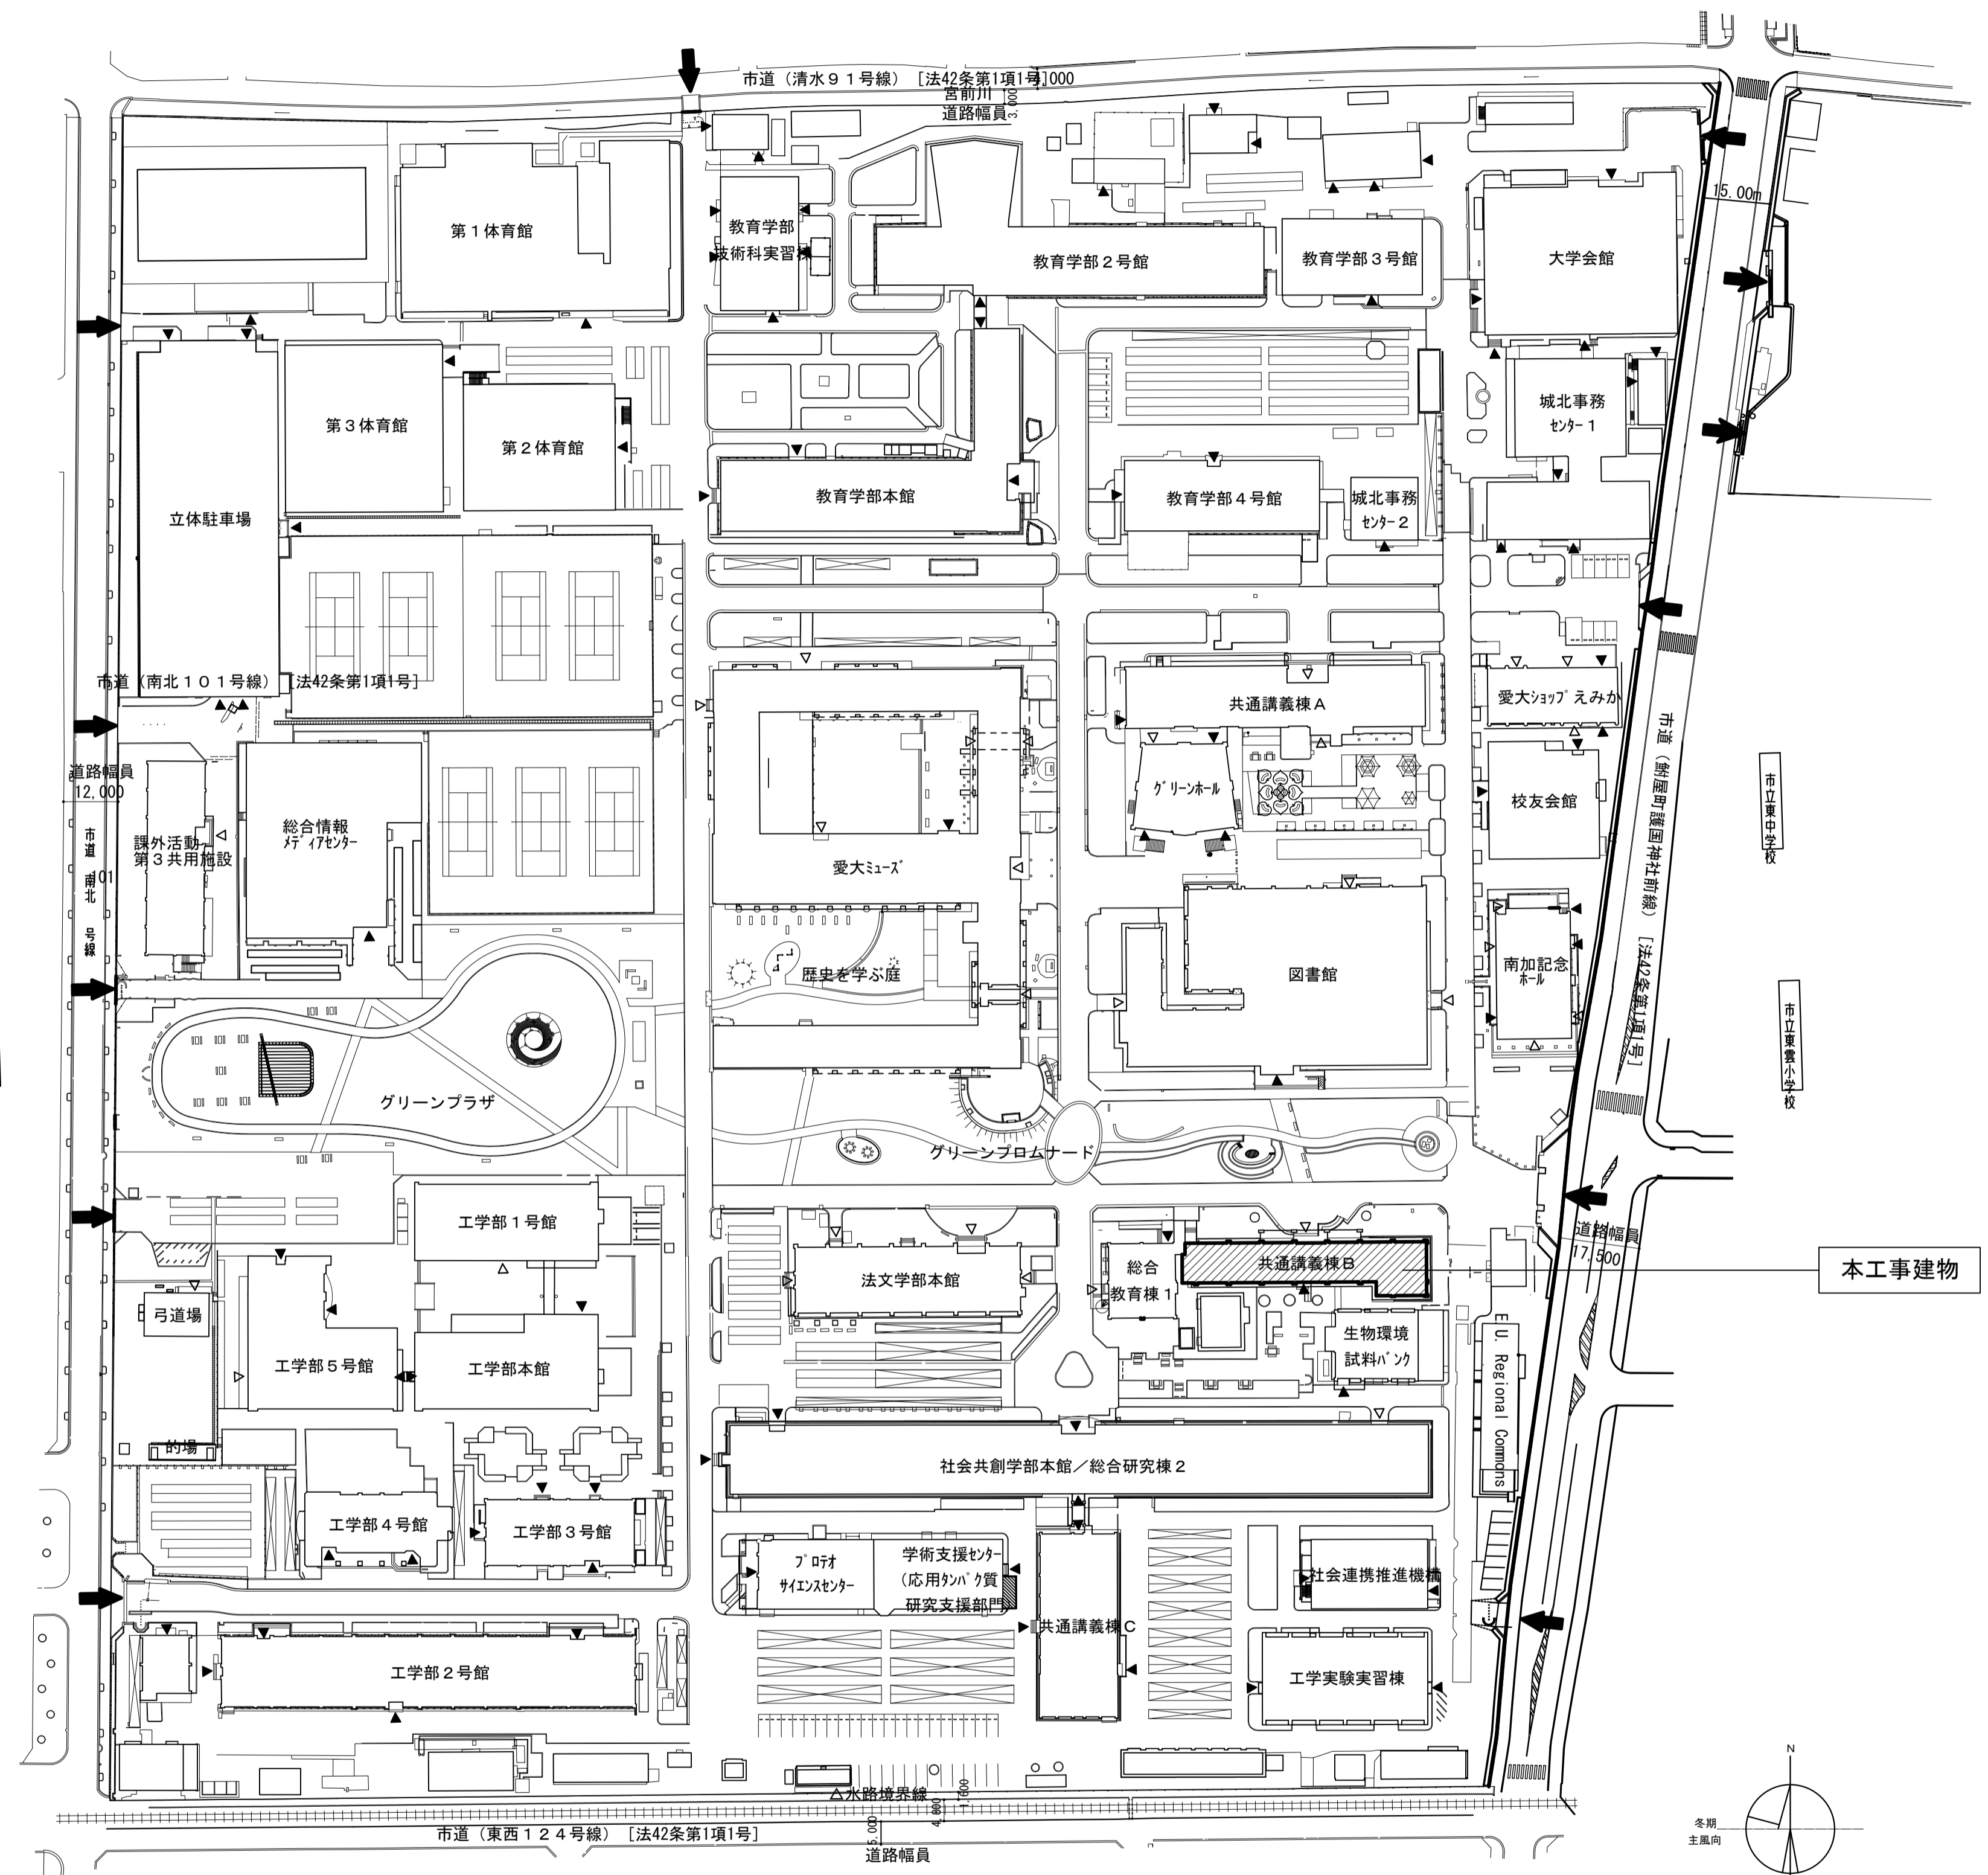 市道（清水９１号線）［法42条第1項1号］000
宮前川
道路幅員
3,000
15.00m
第１体育館
教育学部
技術科実習棟
教育学部２号館
教育学部３号館
大学会館
第３体育館
第２体育館
城北事務
センター１
立体駐車場
教育学部本館
教育学部４号館
城北事務
センター２
市道（南北１０１号線）［法42条第1項1号］
共通講義棟Ａ
愛大ショップえみか
市道（鮒屋町護国神社前線）［法42条第1項1号］
道路幅員
12,000
市道 南北 101 号線
課外活動
第３共用施設
総合情報
メディアセンター
愛大ミューズ
グリーンホール
校友会館
市立東中学校
歴史を学ぶ庭
図書館
南加記念
ホール
市立東雲小学校
グリーンプラザ
グリーンプロムナード
工学部１号館
法文学部本館
総合
教育棟１
共通講義棟Ｂ
道路幅員
17,500
本工事建物
弓道場
工学部５号館
工学部本館
生物環境
試料バンク
E.U. Regional Commons
的場
社会共創学部本館／総合研究棟２
工学部４号館
工学部３号館
プロテオ
サイエンスセンター
学術支援センター
（応用タンパク質
研究支援部門
共通講義棟Ｃ
社会連携推進機構
工学部２号館
工学実験実習棟
△水路境界線
市道（東西１２４号線）［法42条第1項1号］
5,000
4,800
1,600
道路幅員
N
冬期
主風向